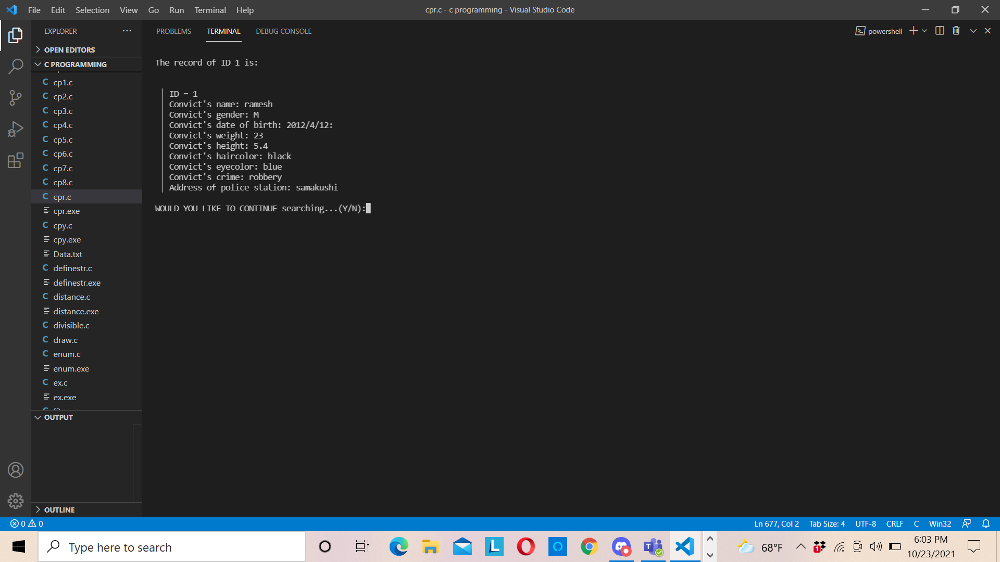 File Edit Selection View Go Run Terminal Help
cpr.c - c programming - Visual Studio Code
EXPLORER
PROBLEMS TERMINAL DEBUG CONSOLE
powershell
OPEN EDITORS
C PROGRAMMING
C cp1.c
C cp2.c
C cp3.c
C cp4.c
C cp5.c
C cp6.c
C cp7.c
C cp8.c
C cpr.c
cpr.exe
C cpy.c
cpy.exe
Data.txt
C definestr.c
definestr.exe
C distance.c
distance.exe
C divisible.c
C draw.c
C enum.c
enum.exe
C ex.c
ex.exe
OUTPUT
OUTLINE
The record of ID 1 is:
ID = 1
Convict's name: ramesh
Convict's gender: M
Convict's date of birth: 2012/4/12:
Convict's weight: 23
Convict's height: 5.4
Convict's haircolor: black
Convict's eyecolor: blue
Convict's crime: robbery
Address of police station: samakushi
WOULD YOU LIKE TO CONTINUE searching...(Y/N):
0 0
Ln 677, Col 2 Tab Size: 4 UTF-8 CRLF C Win32
Type here to search
L
68°F
1
6:03 PM
10/23/2021